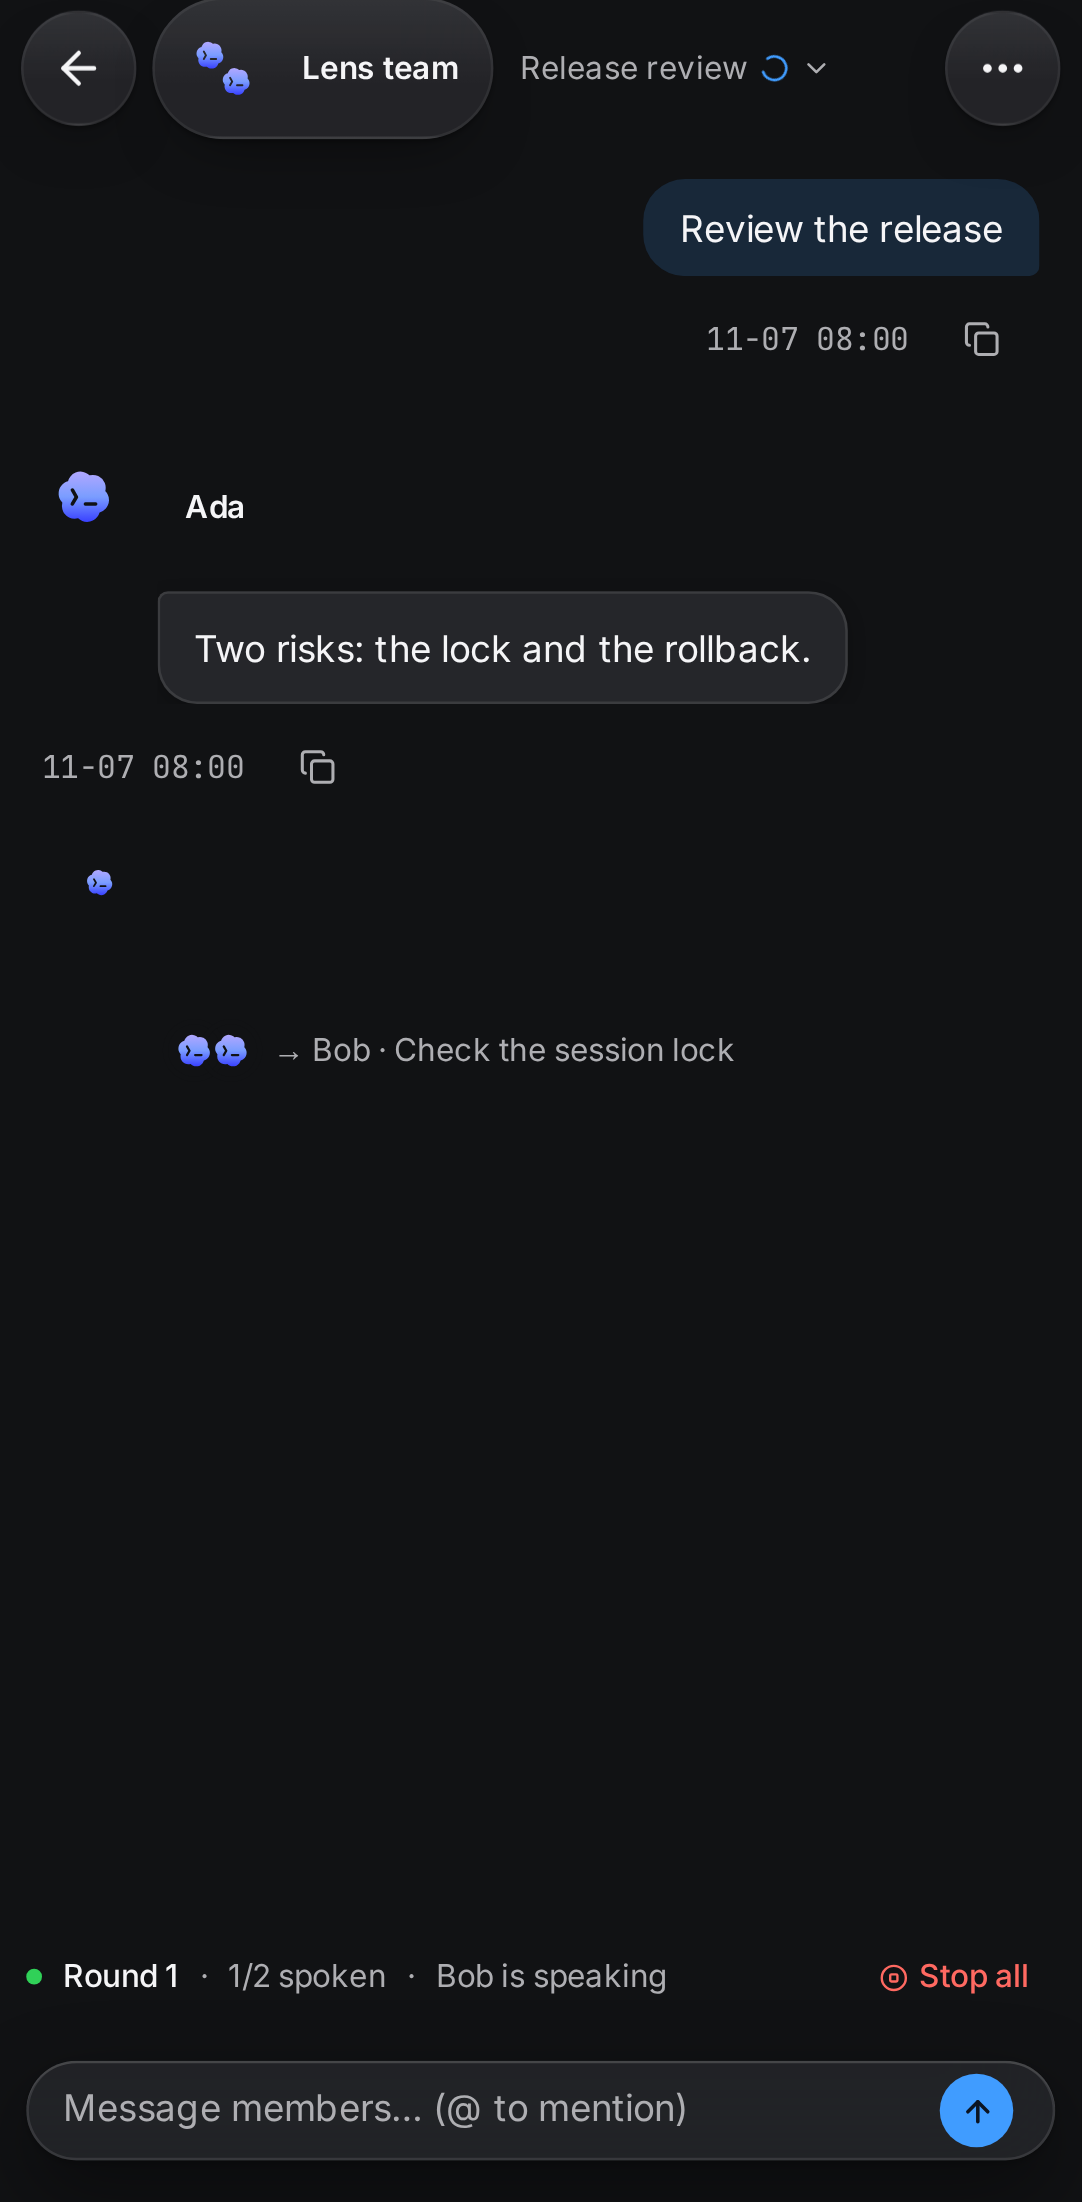 Lens team
Release review
Review the release
11-07 08:00
Ada
Two risks: the lock and the rollback.
11-07 08:00
→ Bob · Check the session lock
Round 1 · 1/2 spoken · Bob is speaking
Stop all
Message members... (@ to mention)